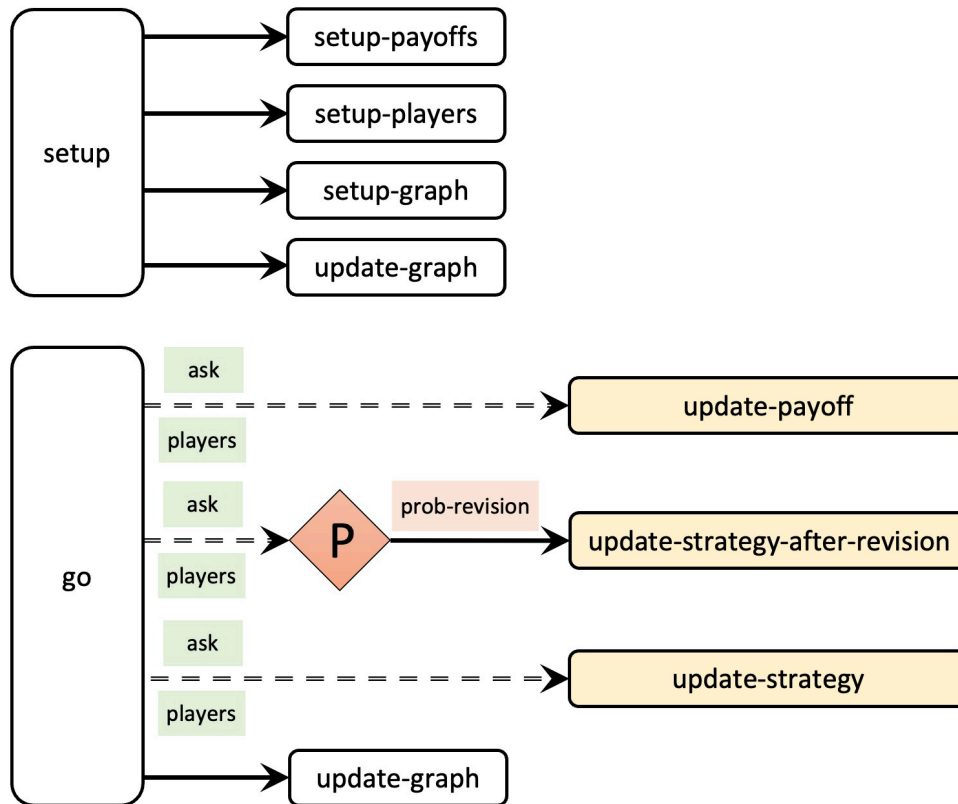 setup
setup-payoffs
setup-players
setup-graph
update-graph
go
ask
players
update-payoff
ask
players
P
prob-revision
update-strategy-after-revision
ask
players
update-strategy
update-graph